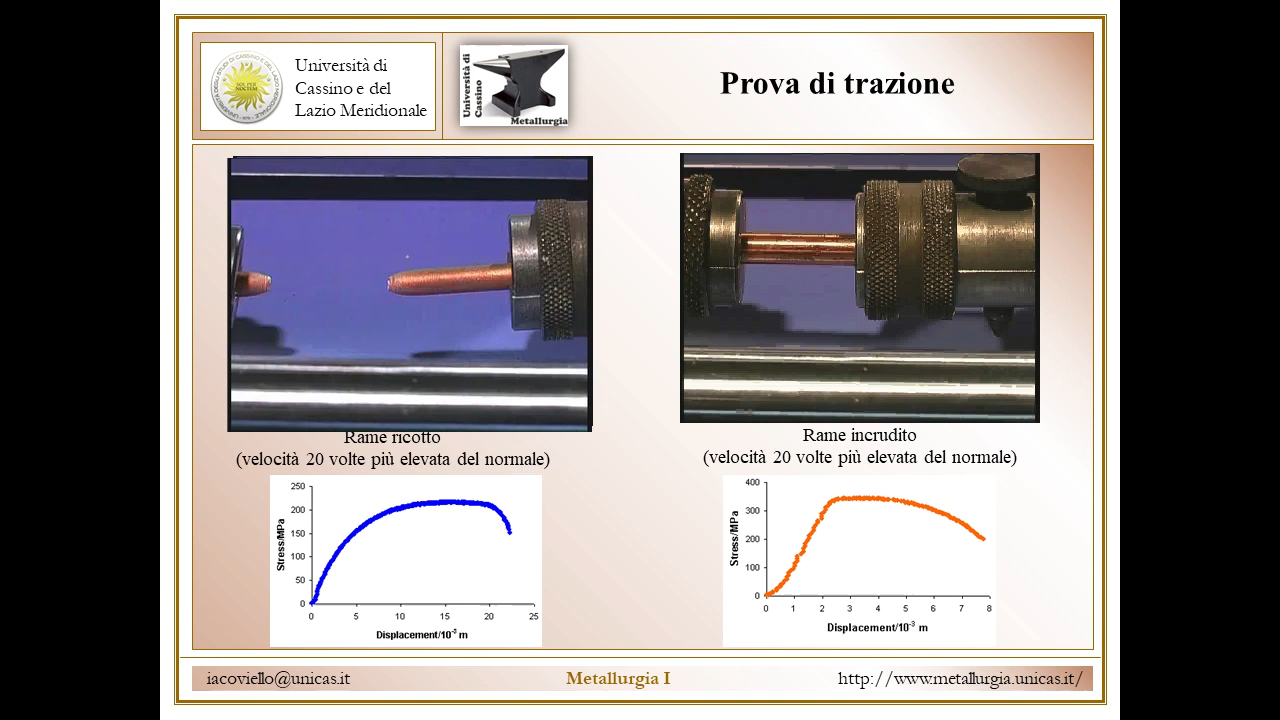 Università di
Cassino e del
Lazio Meridionale
Università di
Cassino
Metallurgia
Prova di trazione
Rame ricotto
(velocità 20 volte più elevata del normale)
Rame incrudito
(velocità 20 volte più elevata del normale)
Stress/MPa
250
200
150
100
50
0
0 5 10 15 20 25
Displacement/10⁻² m
Stress/MPa
400
300
200
100
0
0 1 2 3 4 5 6 7 8
Displacement/10⁻³ m
iacoviello@unicas.it
Metallurgia I
http://www.metallurgia.unicas.it/